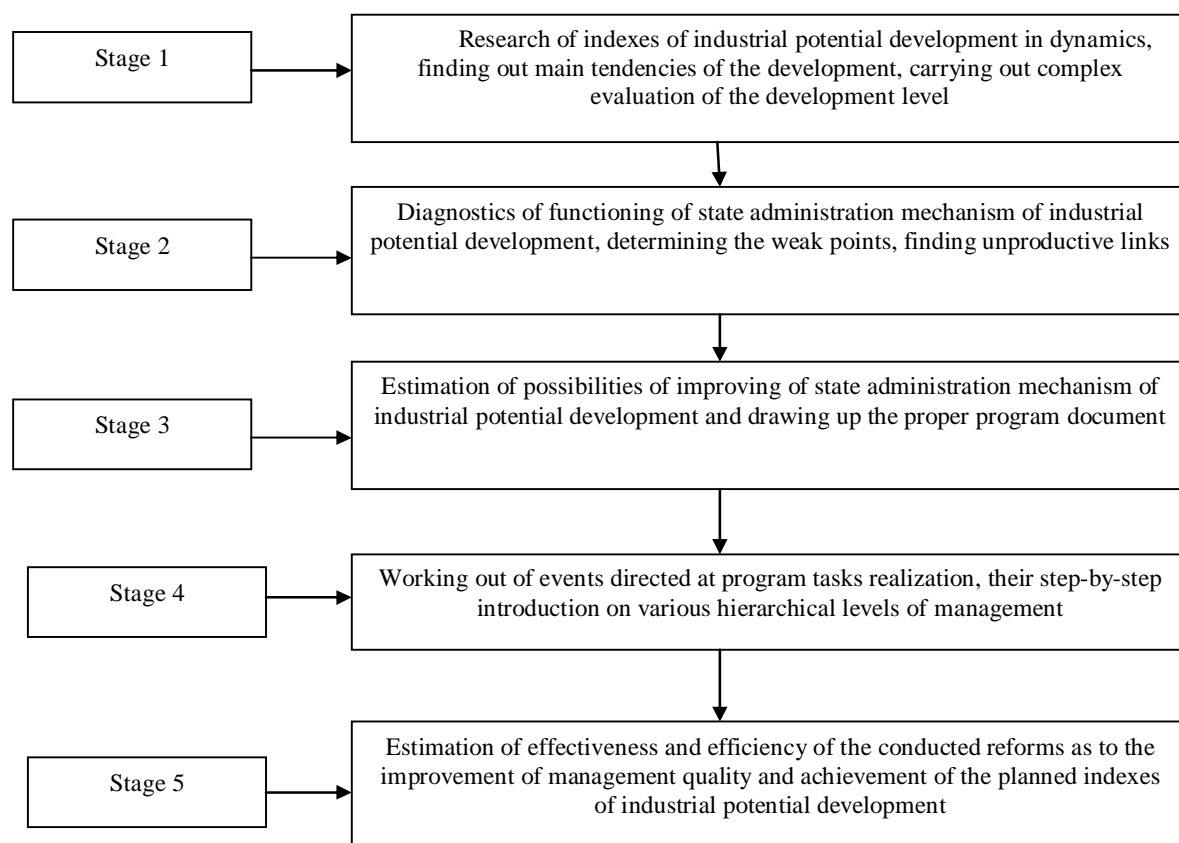 Stage 1
Research of indexes of industrial potential development in dynamics,
finding out main tendencies of the development, carrying out complex
evaluation of the development level
Stage 2
Diagnostics of functioning of state administration mechanism of industrial
potential development, determining the weak points, finding unproductive links
Stage 3
Estimation of possibilities of improving of state administration mechanism of
industrial potential development and drawing up the proper program document
Stage 4
Working out of events directed at program tasks realization, their step-by-step
introduction on various hierarchical levels of management
Stage 5
Estimation of effectiveness and efficiency of the conducted reforms as to the
improvement of management quality and achievement of the planned indexes
of industrial potential development